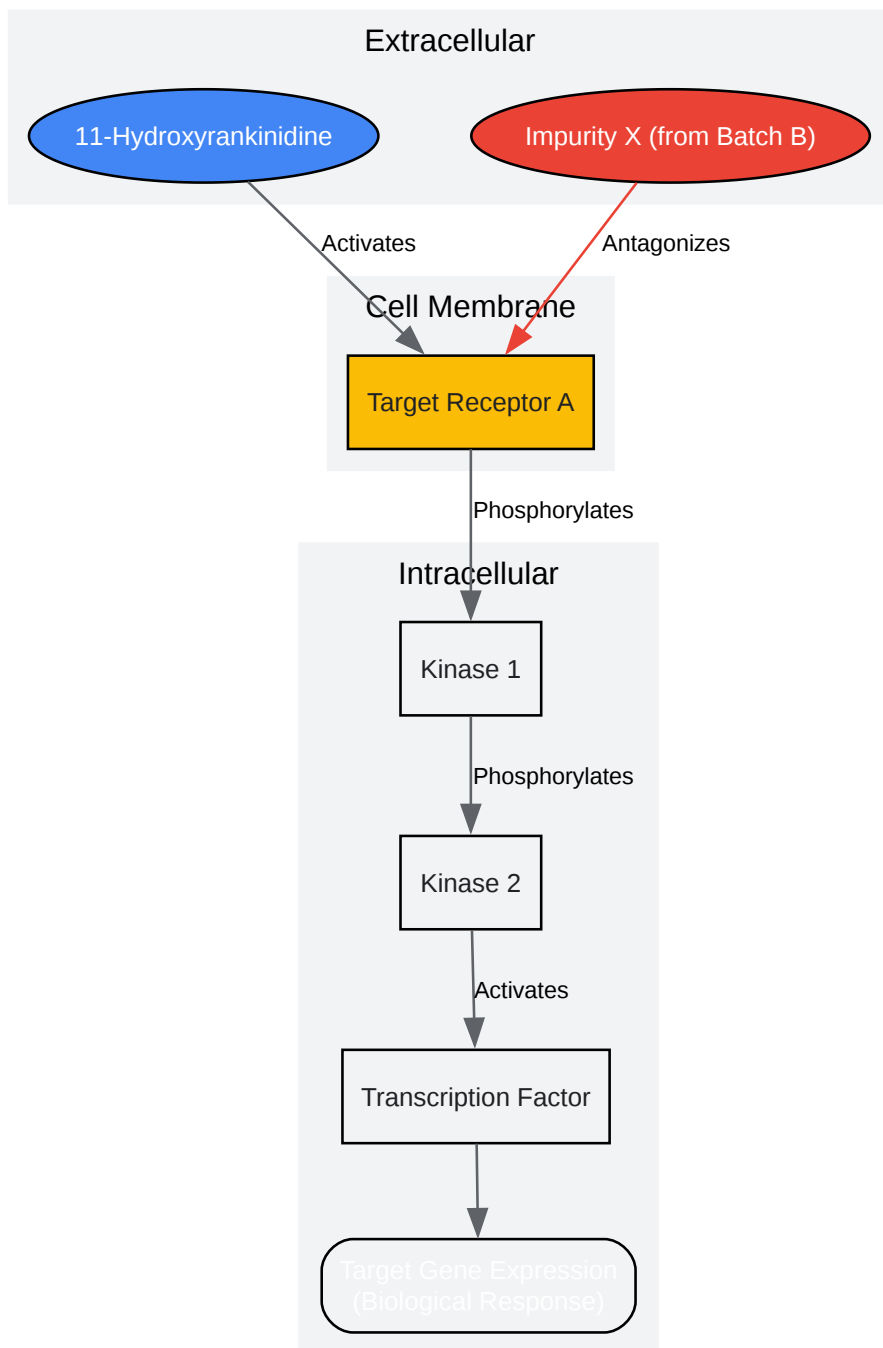 Extracellular
11-Hydroxyrankinidine
Impurity X (from Batch B)
Activates
Antagonizes
Cell Membrane
Target Receptor A
Phosphorylates
Intracellular
Kinase 1
Phosphorylates
Kinase 2
Activates
Transcription Factor
Target Gene Expression
(Biological Response)